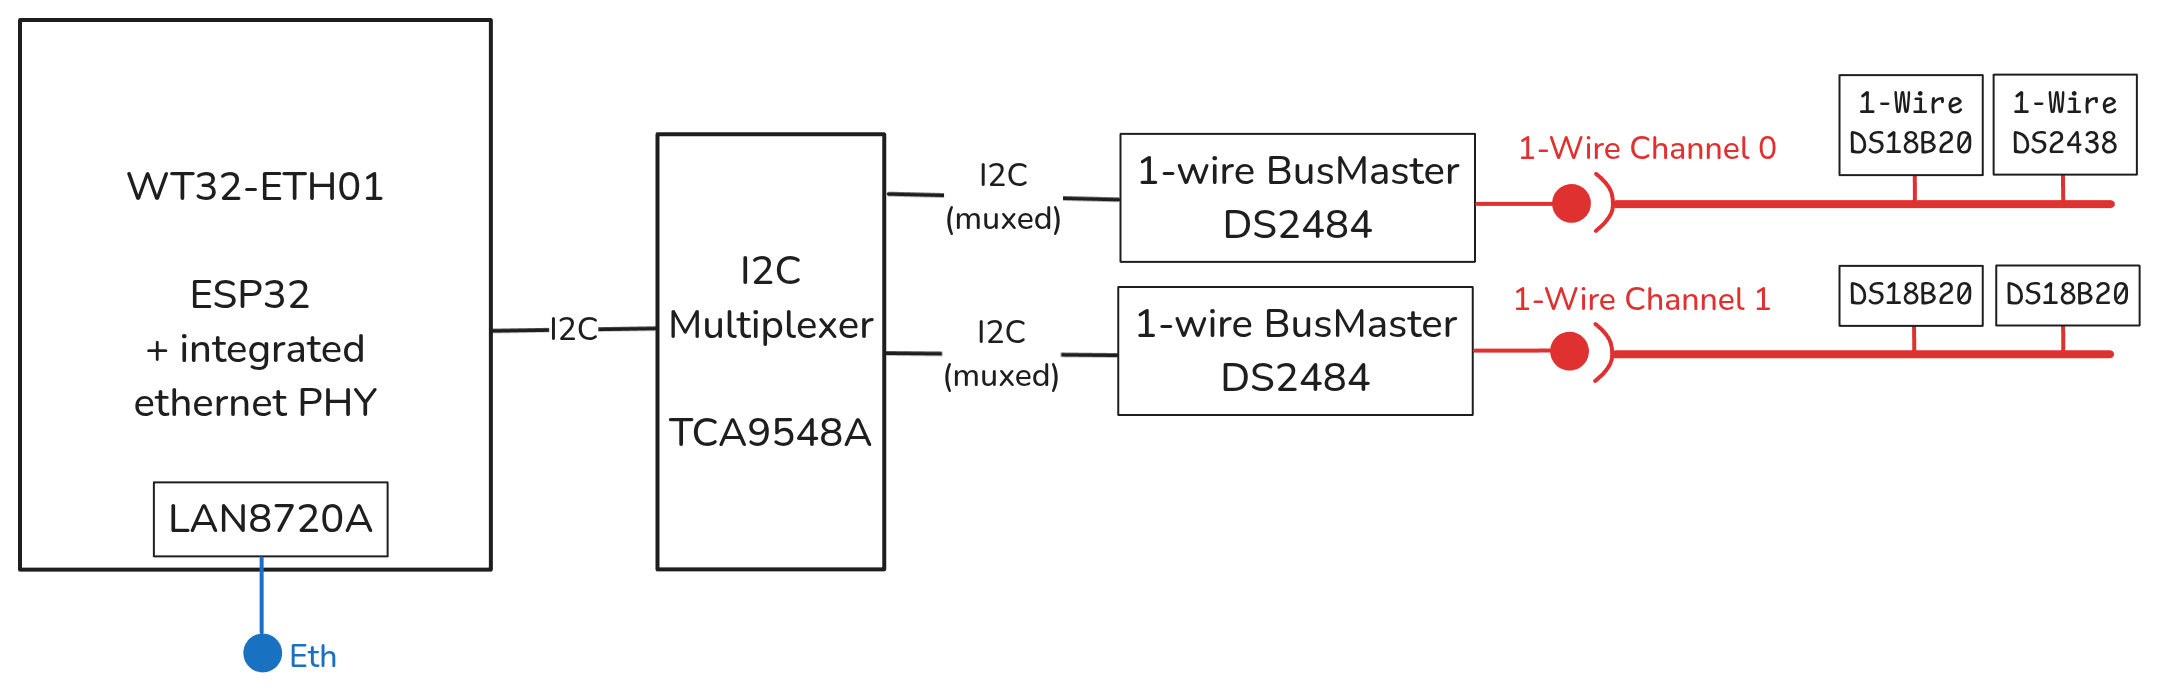 WT32-ETH01
ESP32
+ integrated
ethernet PHY
LAN8720A
Eth
I2C
I2C
Multiplexer
TCA9548A
I2C
(muxed)
I2C
(muxed)
1-wire BusMaster
DS2484
1-wire BusMaster
DS2484
1-Wire Channel 0
1-Wire
DS18B20
1-Wire
DS2438
1-Wire Channel 1
DS18B20
DS18B20